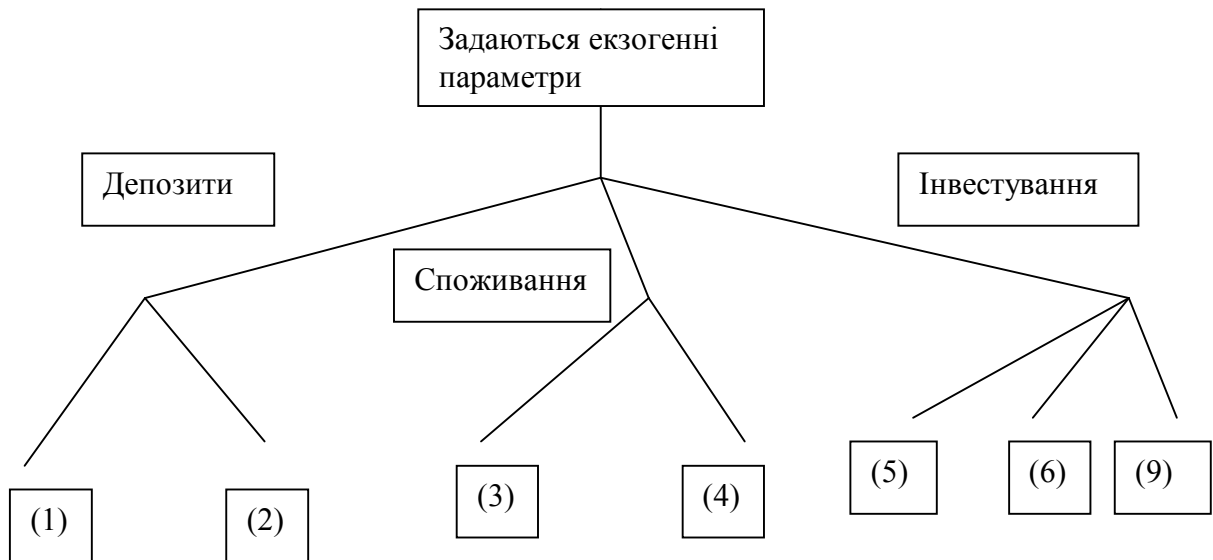 Задаються екзогенні
параметри
Депозити
Інвестування
Споживання
(1)
(2)
(3)
(4)
(5)
(6)
(9)